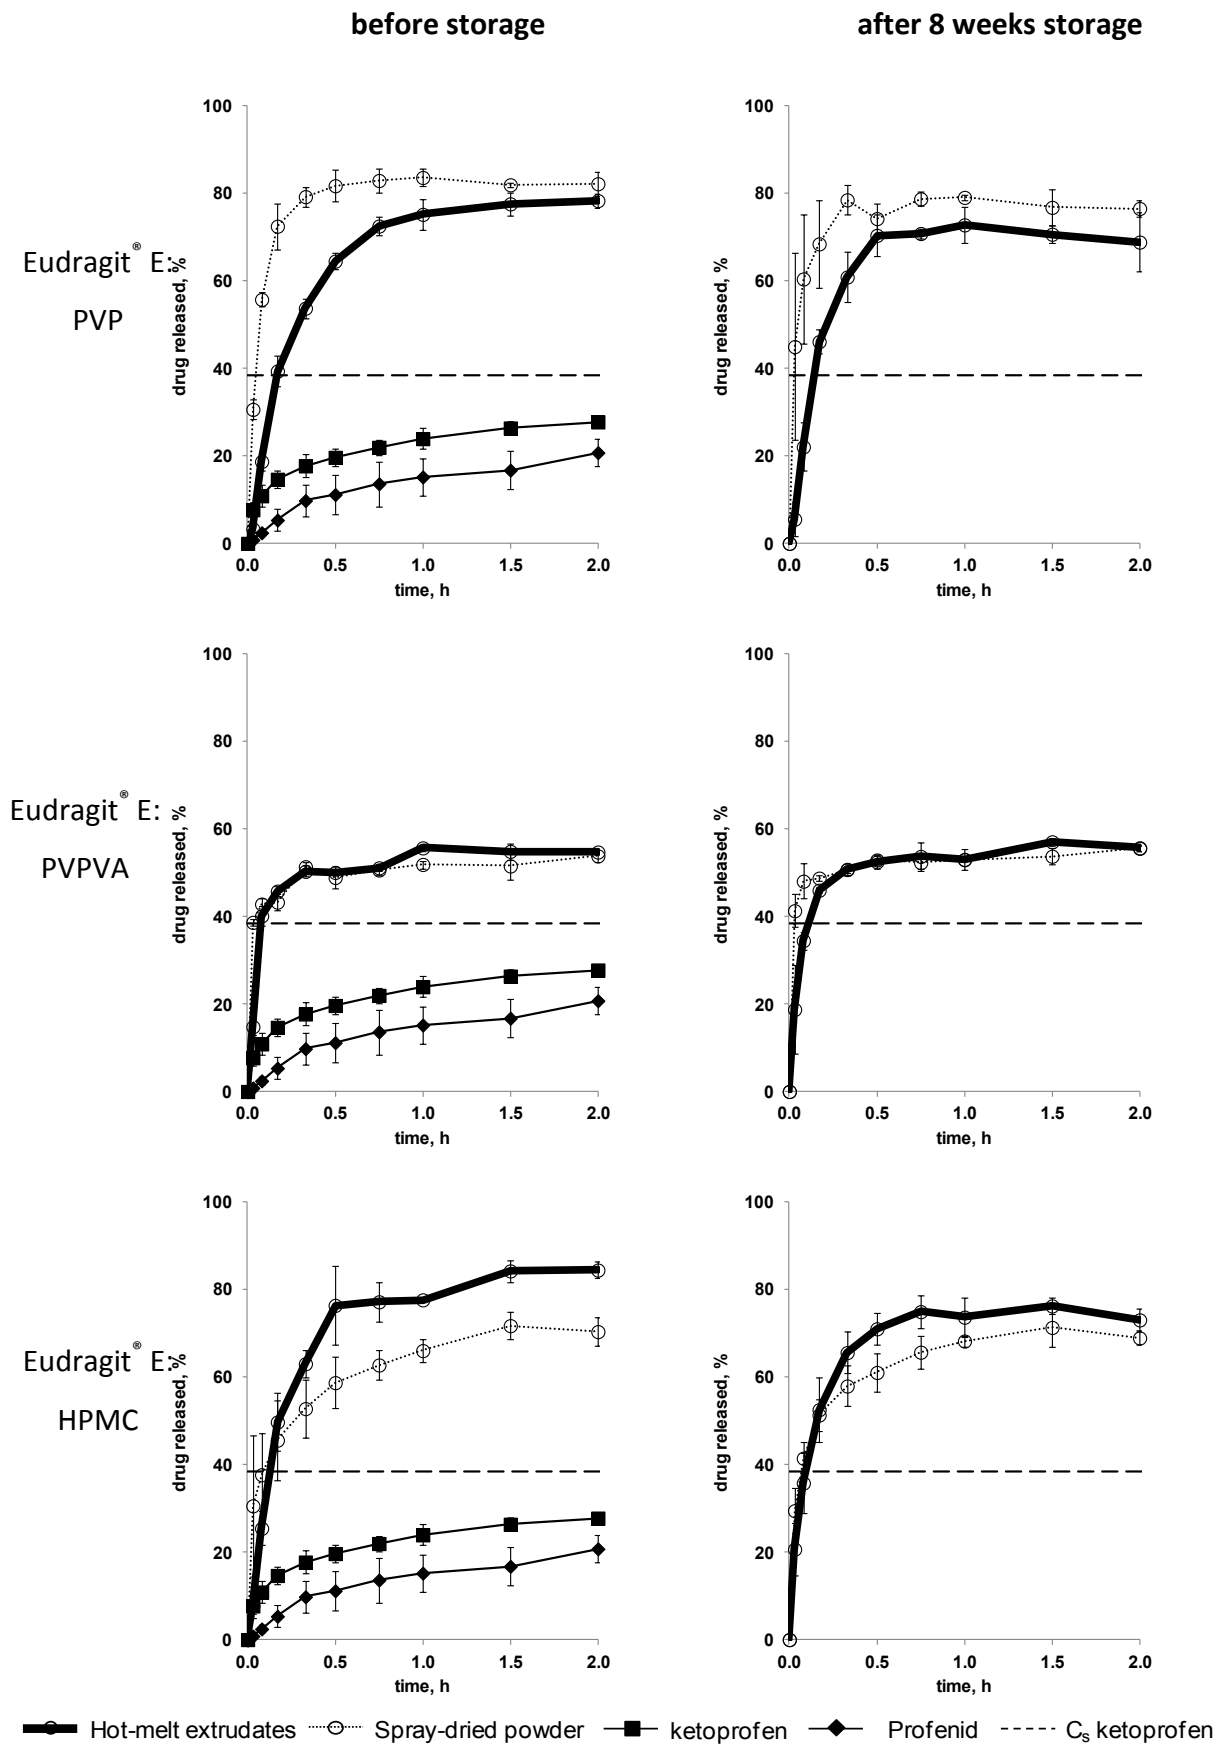 before storage
after 8 weeks storage
Eudragit® E:
PVP
drug released, %
100
80
60
40
20
0
0.0 0.5 1.0 1.5 2.0
time, h
drug released, %
100
80
60
40
20
0
0.0 0.5 1.0 1.5 2.0
time, h
Eudragit® E:
PVPVA
drug released, %
100
80
60
40
20
0
0.0 0.5 1.0 1.5 2.0
time, h
drug released, %
100
80
60
40
20
0
0.0 0.5 1.0 1.5 2.0
time, h
Eudragit® E:
HPMC
drug released, %
100
80
60
40
20
0
0.0 0.5 1.0 1.5 2.0
time, h
drug released, %
100
80
60
40
20
0
0.0 0.5 1.0 1.5 2.0
time, h
Hot-melt extrudates Spray-dried powder ketoprofen Profenid Cs ketoprofen